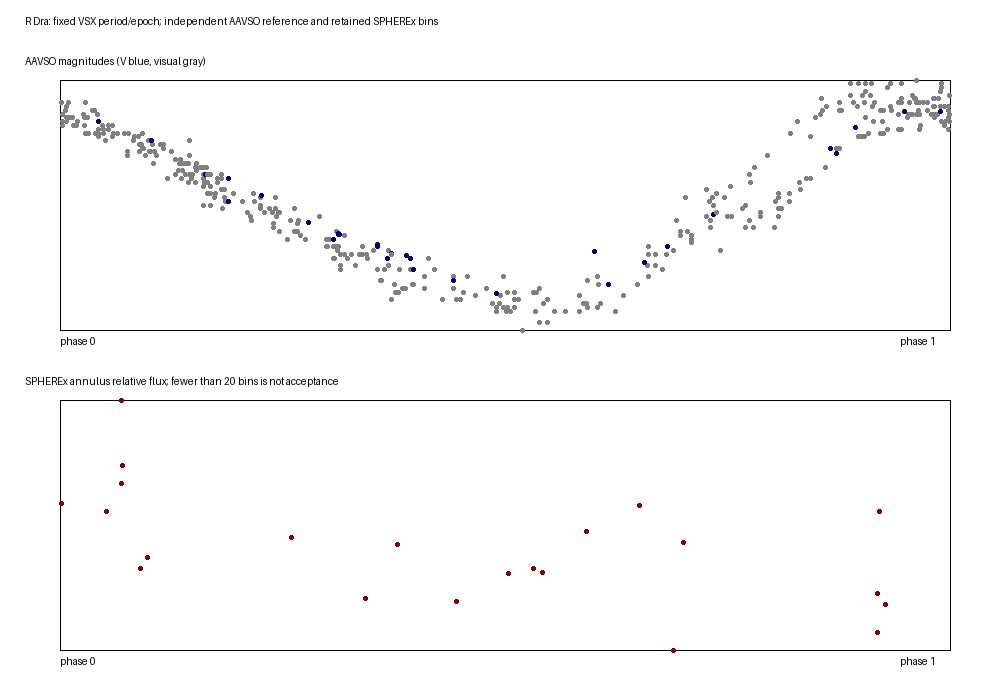 R Dra: fixed VSX period/epoch; independent AAVSO reference and retained SPHEREx bins
AAVSO magnitudes (V blue, visual gray)
phase 0
phase 1
SPHEREx annulus relative flux; fewer than 20 bins is not acceptance
phase 0
phase 1